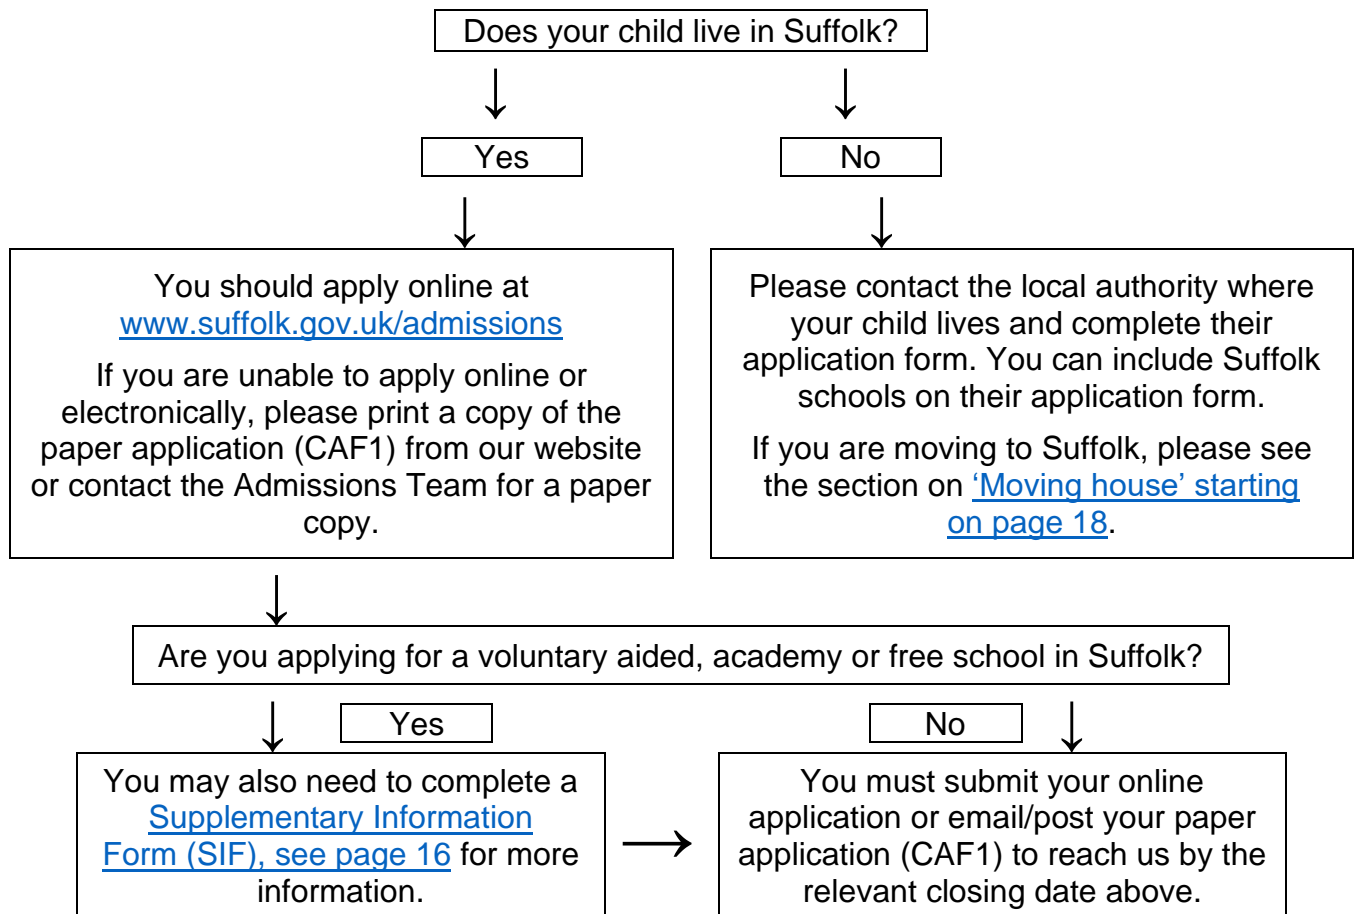 Does your child live in Suffolk?
Yes
No
You should apply online at
www.suffolk.gov.uk/admissions
If you are unable to apply online or
electronically, please print a copy of the
paper application (CAF1) from our website
or contact the Admissions Team for a paper
copy.
Please contact the local authority where
your child lives and complete their
application form. You can include Suffolk
schools on their application form.
If you are moving to Suffolk, please see
the section on ‘Moving house’ starting
on page 18.
Are you applying for a voluntary aided, academy or free school in Suffolk?
Yes
No
You may also need to complete a
Supplementary Information
Form (SIF), see page 16 for more
information.
You must submit your online
application or email/post your paper
application (CAF1) to reach us by the
relevant closing date above.